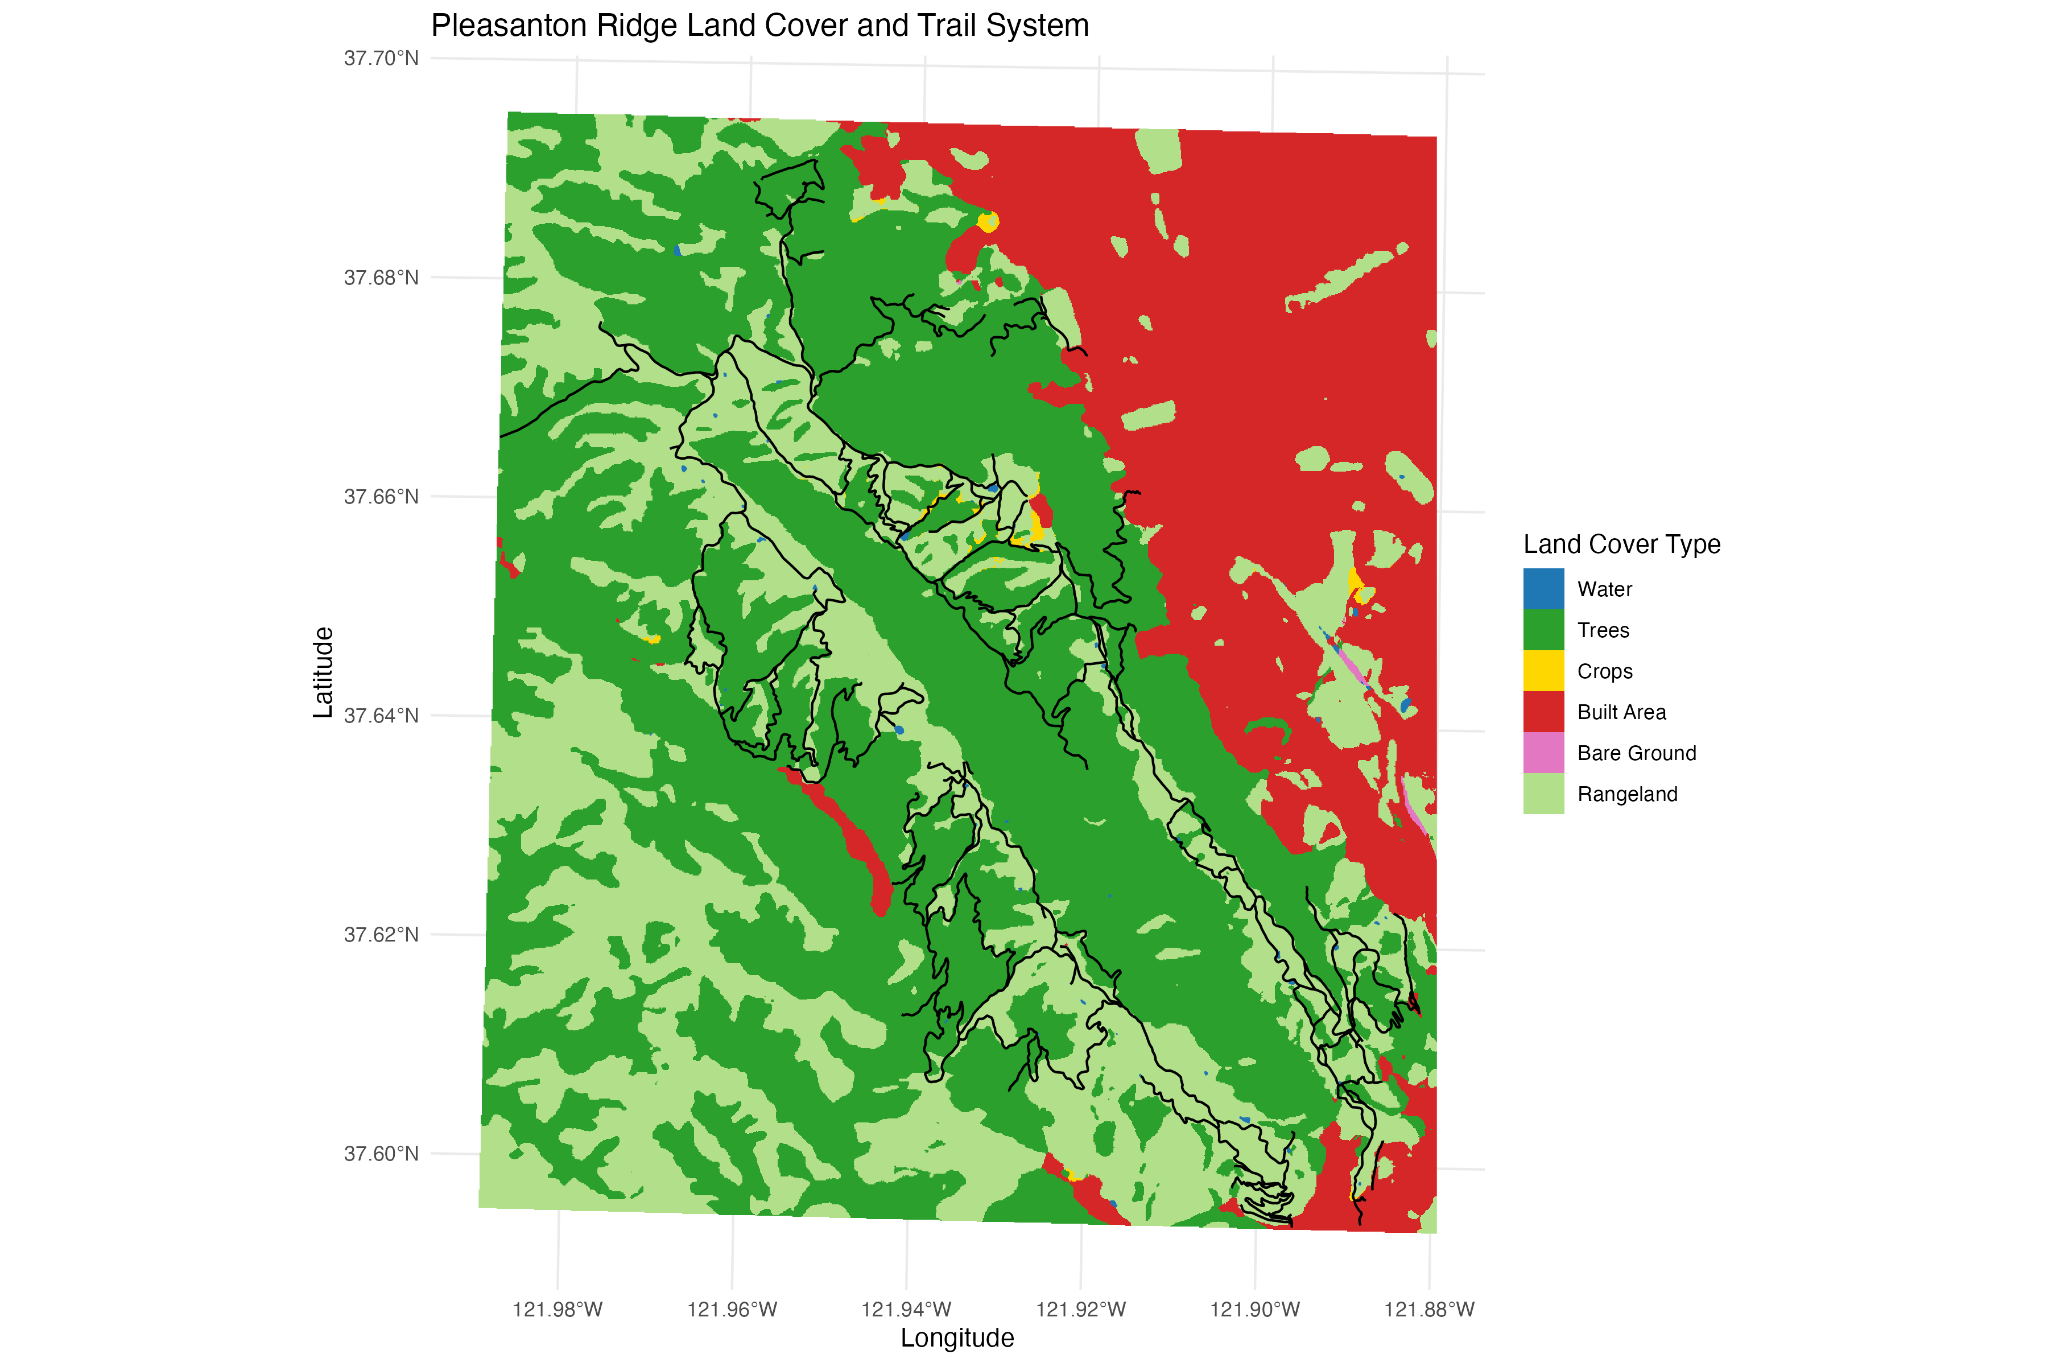 Pleasanton Ridge Land Cover and Trail System
37.70°N
37.68°N
37.66°N
37.64°N
37.62°N
37.60°N
Latitude
121.98°W
121.96°W
121.94°W
121.92°W
121.90°W
121.88°W
Longitude
Land Cover Type
Water
Trees
Crops
Built Area
Bare Ground
Rangeland